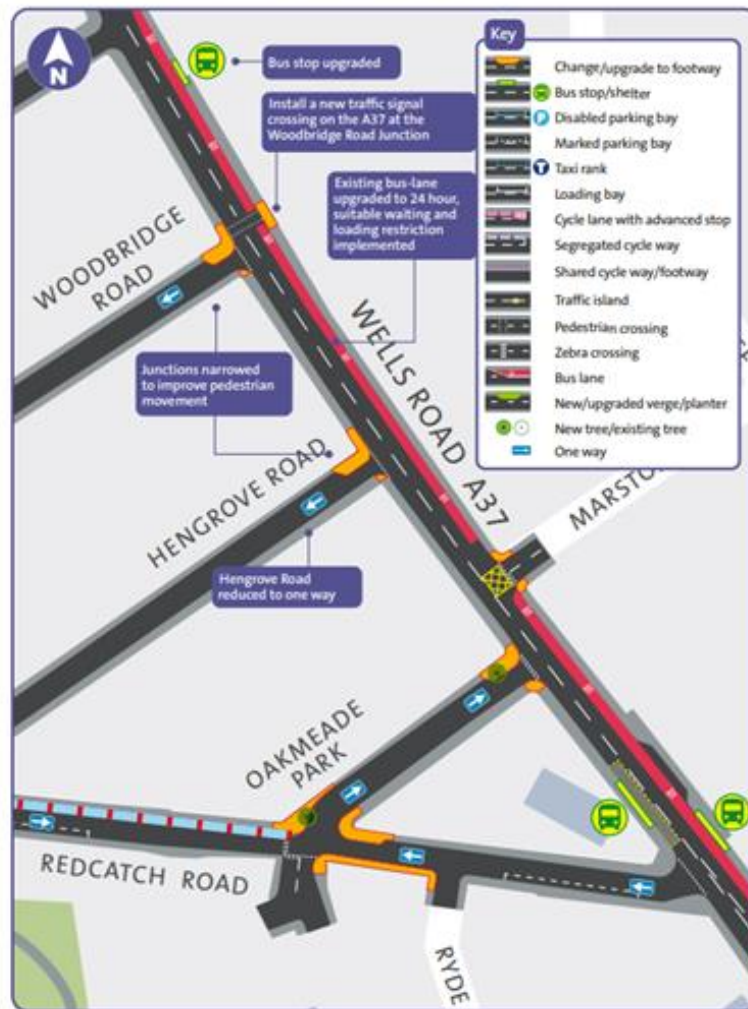 N
Bus stop upgraded
Install a new traffic signal
crossing on the A37 at the
Woodbridge Road Junction
Existing bus-lane
upgraded to 24 hour,
suitable waiting and
loading restriction
implemented
WOODBRIDGE
ROAD
Junctions narrowed
to improve pedestrian
movement
WELLS ROAD A37
HENGROVE ROAD
MARSTO
Hengrove Road
reduced to one way
OAKMEADE
PARK
REDCATCH ROAD
RYDE
Key
Change/upgrade to footway
Bus stop/shelter
P Disabled parking bay
Marked parking bay
T Taxi rank
Loading bay
Cycle lane with advanced stop
Segregated cycle way
Shared cycle way/footway
Traffic island
Pedestrian crossing
Zebra crossing
Bus lane
New/upgraded verge/planter
New tree/existing tree
One way